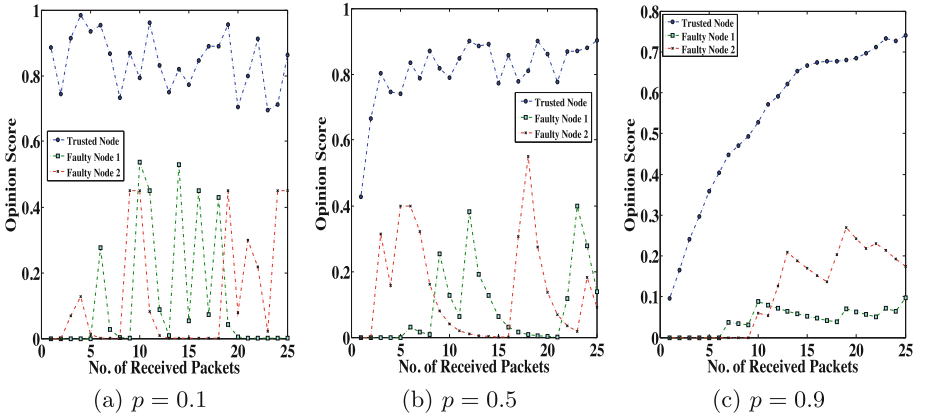 1
0.8
0.6
0.4
0.2
0
0 5 10 15 20 25
Opinion Score
No. of Received Packets
Trusted Node
Faulty Node 1
Faulty Node 2
(a) p = 0.1
1
0.8
0.6
0.4
0.2
0
0 5 10 15 20 25
Opinion Score
No. of Received Packets
Trusted Node
Faulty Node 1
Faulty Node 2
(b) p = 0.5
0.8
0.7
0.6
0.5
0.4
0.3
0.2
0.1
0
0 5 10 15 20 25
Opinion Score
No. of Received Packets
Trusted Node
Faulty Node 1
Faulty Node 2
(c) p = 0.9